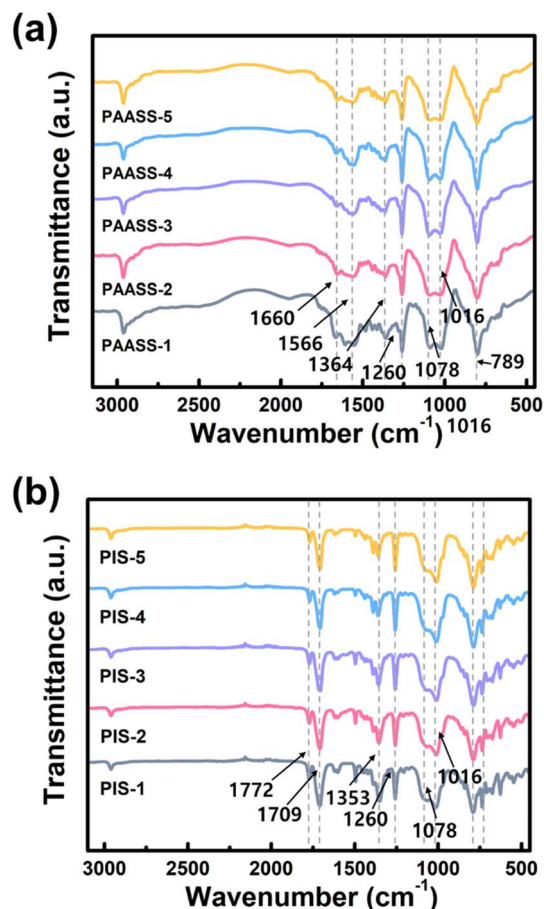 (a)
Transmittance (a.u.)
PAASS-5
PAASS-4
PAASS-3
PAASS-2
PAASS-1
1660
1566
1364
1260
1078
1016
789
3000 2500 2000 1500 1000 500
Wavenumber (cm-1) 1016
(b)
Transmittance (a.u.)
PIS-5
PIS-4
PIS-3
PIS-2
PIS-1
1772
1709
1353
1260
1078
1016
3000 2500 2000 1500 1000 500
Wavenumber (cm-1)